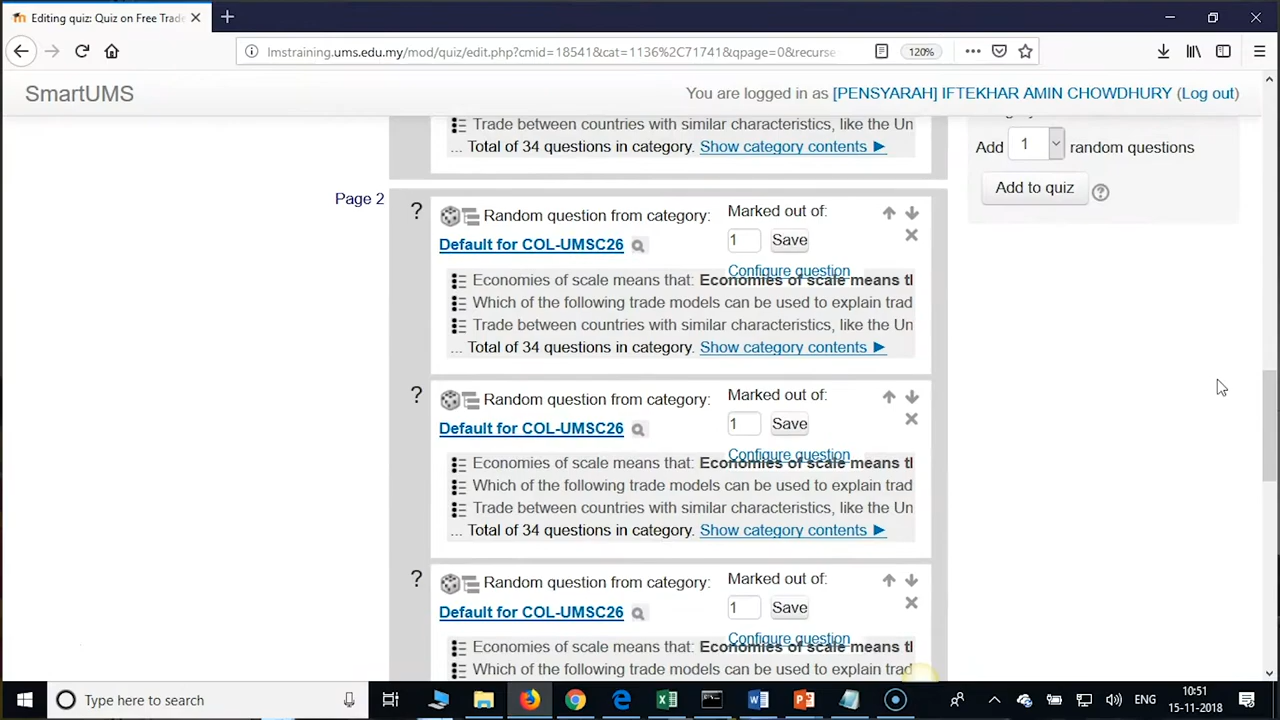 Editing quiz: Quiz on Free Trade
lmstraining.ums.edu.my/mod/quiz/edit.php?cmid=18541&cat=1136%2C71741&qpage=0&recurse
120%
SmartUMS
You are logged in as [PENSYARAH] IFTEKHAR AMIN CHOWDHURY (Log out)
Trade between countries with similar characteristics, like the Un
... Total of 34 questions in category. Show category contents ►
Add 1 random questions
Add to quiz ?
Page 2
? Random question from category: Marked out of:
Default for COL-UMSC26 1 Save
Configure question
Economies of scale means that: Economies of scale means tl
Which of the following trade models can be used to explain trad
Trade between countries with similar characteristics, like the Un
... Total of 34 questions in category. Show category contents ►
? Random question from category: Marked out of:
Default for COL-UMSC26 1 Save
Configure question
Economies of scale means that: Economies of scale means tl
Which of the following trade models can be used to explain trad
Trade between countries with similar characteristics, like the Un
... Total of 34 questions in category. Show category contents ►
? Random question from category: Marked out of:
Default for COL-UMSC26 1 Save
Configure question
Economies of scale means that: Economies of scale means tl
Which of the following trade models can be used to explain trad
Type here to search
ENG
10:51
15-11-2018